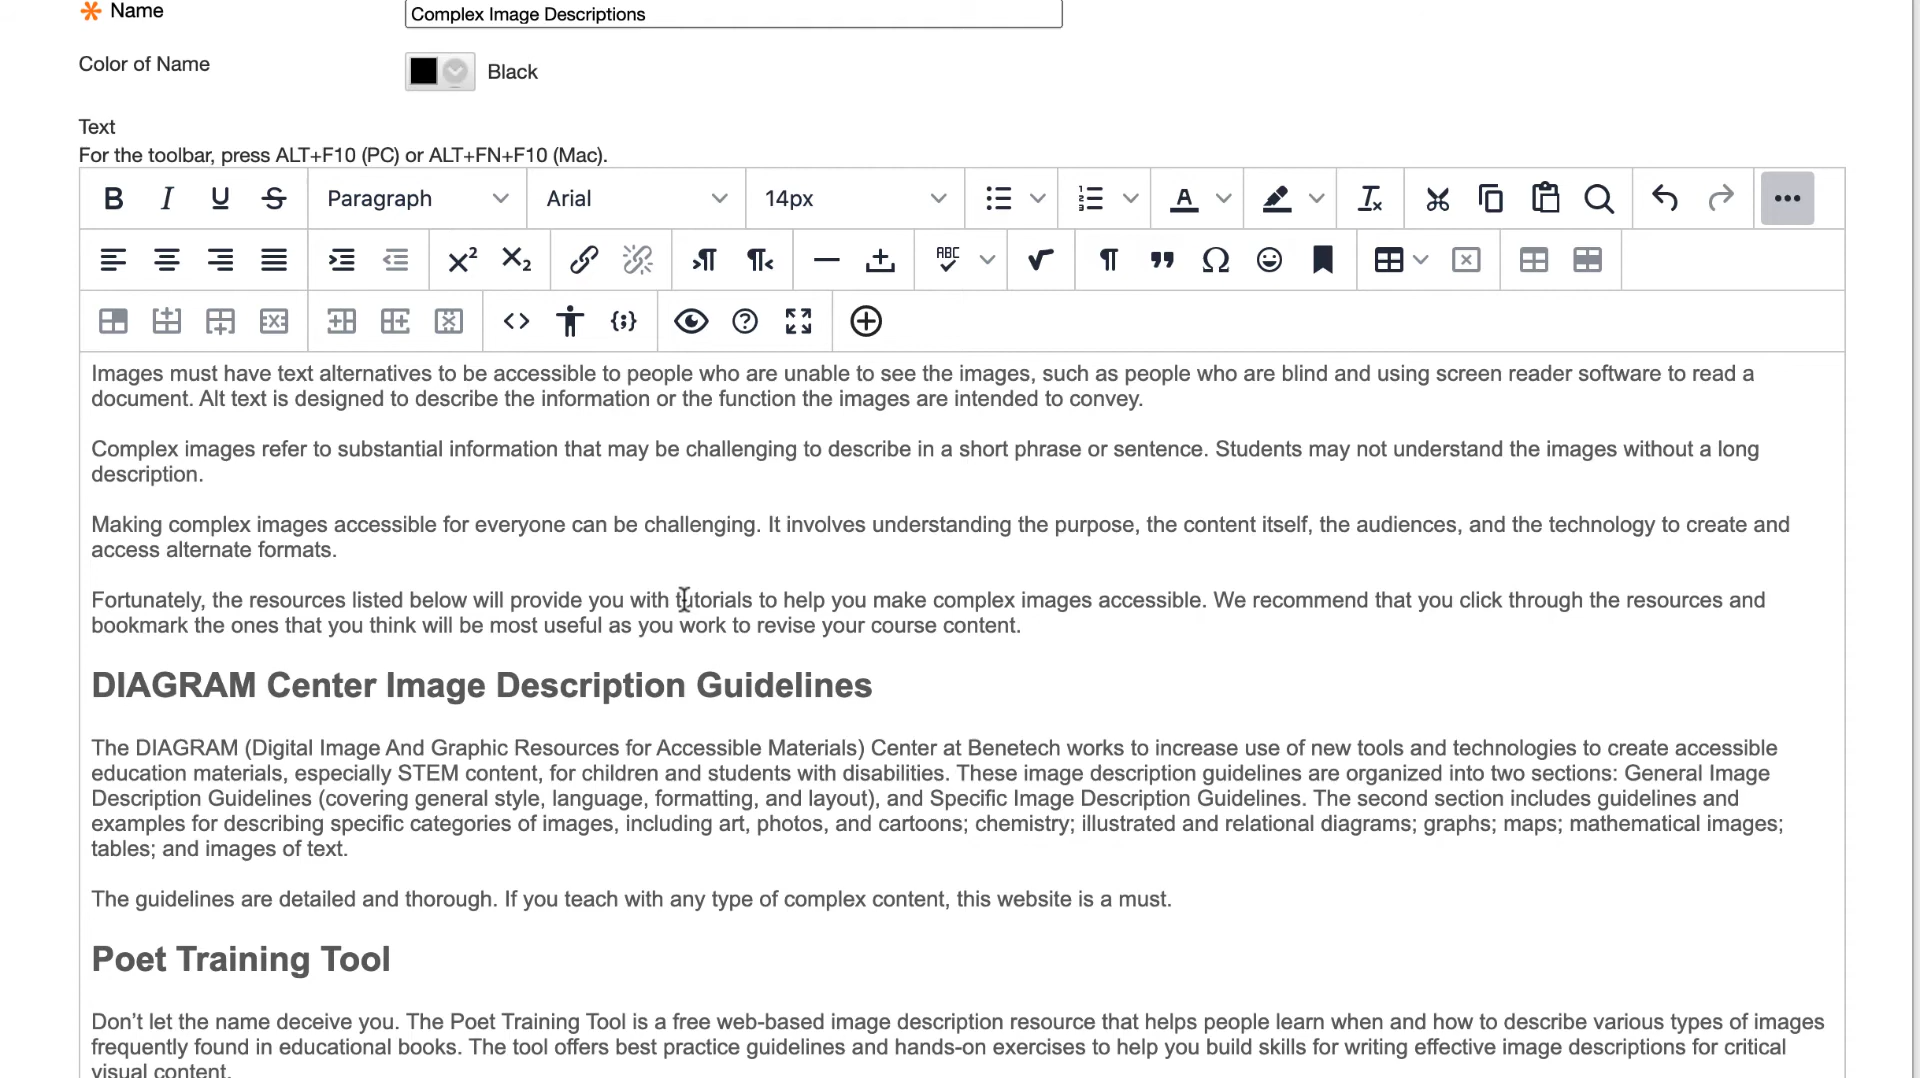 Name
Complex Image Descriptions
Color of Name
Black
Text
For the toolbar, press ALT+F10 (PC) or ALT+FN+F10 (Mac).
B I U S Paragraph Arial 14px
ABC
Images must have text alternatives to be accessible to people who are unable to see the images, such as people who are blind and using screen reader software to read a
document. Alt text is designed to describe the information or the function the images are intended to convey.
Complex images refer to substantial information that may be challenging to describe in a short phrase or sentence. Students may not understand the images without a long
description.
Making complex images accessible for everyone can be challenging. It involves understanding the purpose, the content itself, the audiences, and the technology to create and
access alternate formats.
Fortunately, the resources listed below will provide you with tutorials to help you make complex images accessible. We recommend that you click through the resources and
bookmark the ones that you think will be most useful as you work to revise your course content.
DIAGRAM Center Image Description Guidelines
The DIAGRAM (Digital Image And Graphic Resources for Accessible Materials) Center at Benetech works to increase use of new tools and technologies to create accessible
education materials, especially STEM content, for children and students with disabilities. These image description guidelines are organized into two sections: General Image
Description Guidelines (covering general style, language, formatting, and layout), and Specific Image Description Guidelines. The second section includes guidelines and
examples for describing specific categories of images, including art, photos, and cartoons; chemistry; illustrated and relational diagrams; graphs; maps; mathematical images;
tables; and images of text.
The guidelines are detailed and thorough. If you teach with any type of complex content, this website is a must.
Poet Training Tool
Don’t let the name deceive you. The Poet Training Tool is a free web-based image description resource that helps people learn when and how to describe various types of images
frequently found in educational books. The tool offers best practice guidelines and hands-on exercises to help you build skills for writing effective image descriptions for critical
visual content.